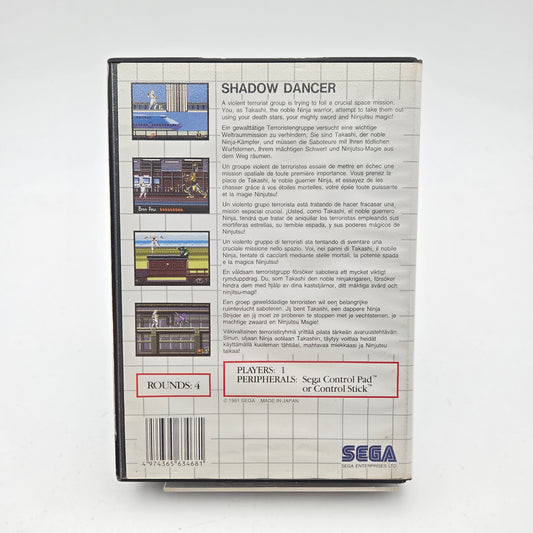 SHADOW DANCER
A violent terrorist group is trying to foil a crucial space mission.
You, as Takashi, the noble Ninja warrior, attempt to take them out
using your death stars, your mighty sword and Ninjutsu magic!
Ein gewalttätige Terroristengruppe versucht eine wichtige
Weltraummission zu verhindern. Sie sind Takashi, der noble
Ninja-Kämpfer, und müssen die Saboteure mit Ihren tödlichen
Wurfsternen, Ihrem mächtigen Schwert und Ninjutsu-Magie aus
dem Weg räumen.
Un groupe violent de terroristes essaie de mettre en échec une
mission spatiale de toute première importance. Vous prenez la
place de Takashi, le noble guerrier Ninja, et essayez de les
chasser grâce à vos étoiles mortelles, votre épée toute puissante
et la magie Ninjutsu!
Un violento grupo terrorista está tratando de hacer fracasar una
misión espacial crucial. ¡Usted, como Takashi, el noble guerrero
Ninja, tendrá que tratar de aniquilar los terroristas empleando sus
mortíferas estrellas, su temible espada, y sus poderes mágicos de
Ninjutsu!
Un violento gruppo di terroristi sta tentando di sventare una
cruciale missione nello spazio. Voi, nei panni di Takashi, il nobile
Ninja, tentate di cacciarli mediante stelle mortali, la potente spada
e la magica Ninjutsu!
En våldsam terroristgrupp försöker sabotera ett mycket viktigt
rymduppdrag. Du, som Takashi den noble ninjakrigaren, försöker
hindra dem med hjälp av dina kaststjärnor, ditt mäktiga svärd och
ninjitsu-magi!
Een groep gewelddadige terroristen wil een belangrijke
ruimtevlucht saboteren. Jij bent Takashi, een dappere Ninja
Strijder en jij moet ze proberen te stoppen met je vechtsterren, je
machtige zwaard en Ninjutsu Magie!
Väkivaltainen terroristiryhmä yrittää pilata tärkeän avaruustehtävän.
Sinun, uljaan Ninja sotilaan Takashin, täytyy voittaa heidät
käyttämällä kuoleman tähtiäsi, mahtavaa miekkaasi ja Ninjutsu
taikaa!
ROUNDS: 4
PLAYERS: 1
PERIPHERALS: Sega Control Pad™
or Control Stick™
© 1991 SEGA. MADE IN JAPAN
4 974365 634681
SEGA
SEGA ENTERPRISES LTD.